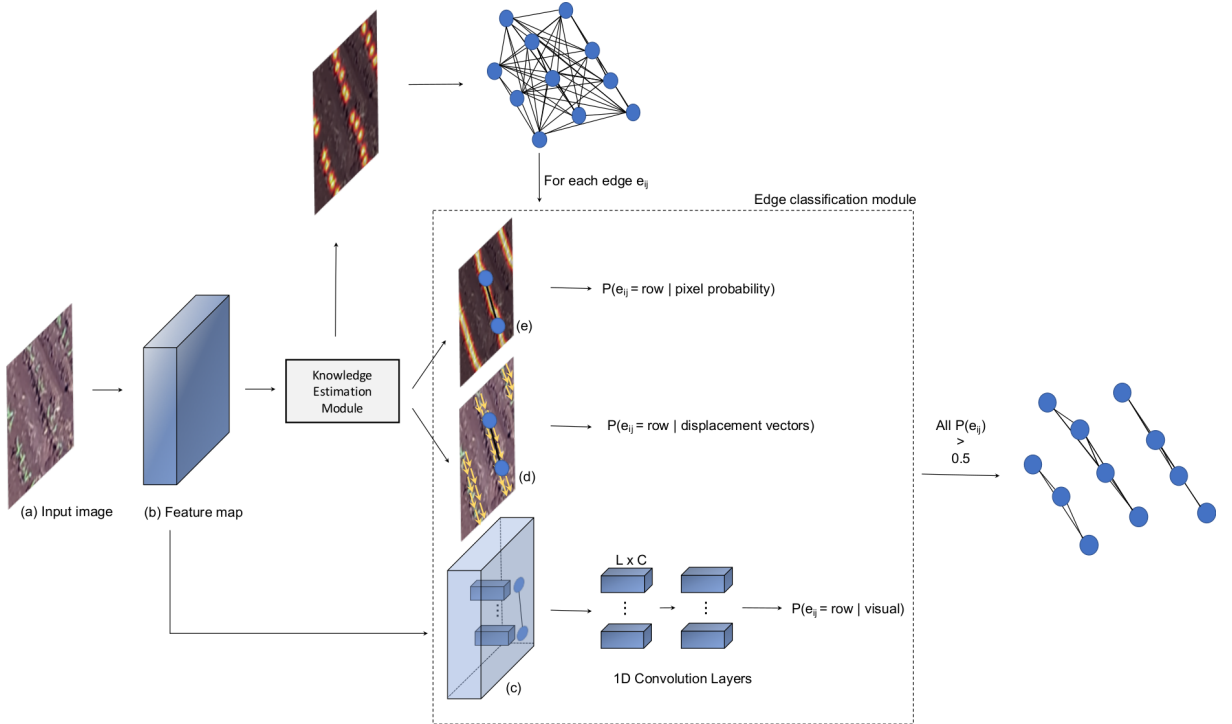 For each edge e_ij
Edge classification module
(e)
P(e_ij = row | pixel probability)
Knowledge
Estimation
Module
(d)
P(e_ij = row | displacement vectors)
All P(e_ij)
>
0.5
(a) Input image
(b) Feature map
L x C
⋮
⋮
⋮
P(e_ij = row | visual)
(c)
1D Convolution Layers